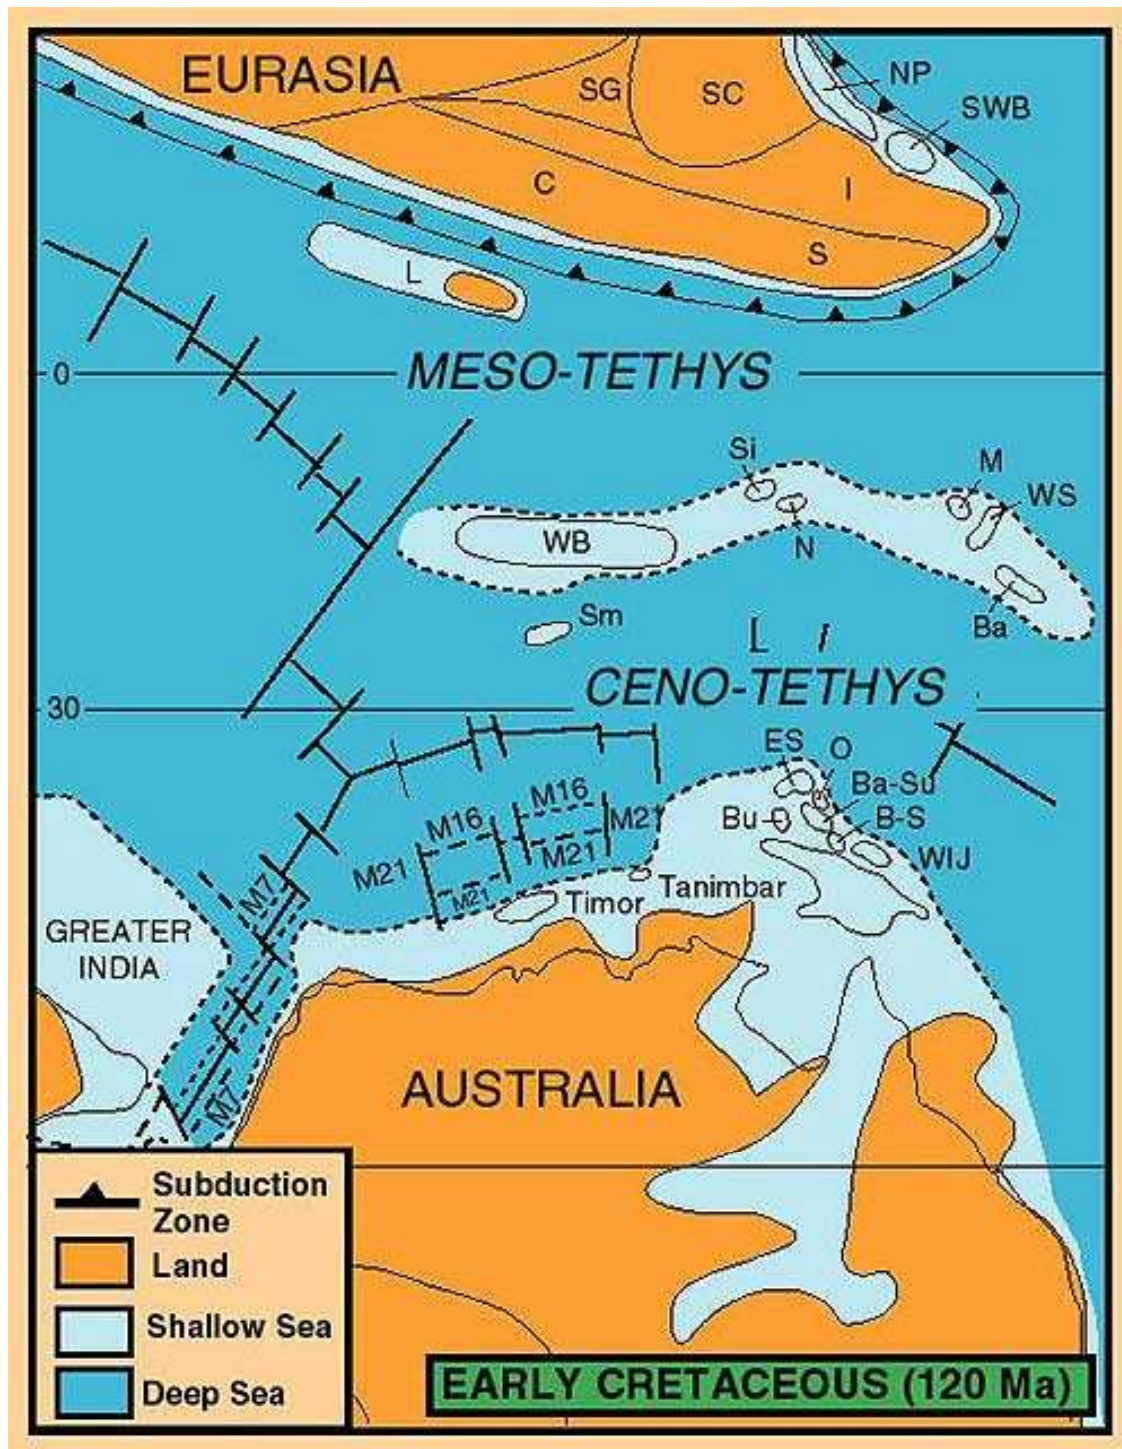 EURASIA
SG
SC
NP
SWB
C
I
S
L
0
MESO-TETHYS
Si
M
WS
WB
N
Sm
Ba
30
CENO-TETHYS
ES
O
Ba-Su
M16
M16
M21
Bu
B-S
M21
M21
WIJ
M7
M21
Timor
Tanimbar
GREATER
INDIA
AUSTRALIA
M7
Subduction
Zone
Land
Shallow Sea
Deep Sea
EARLY CRETACEOUS (120 Ma)